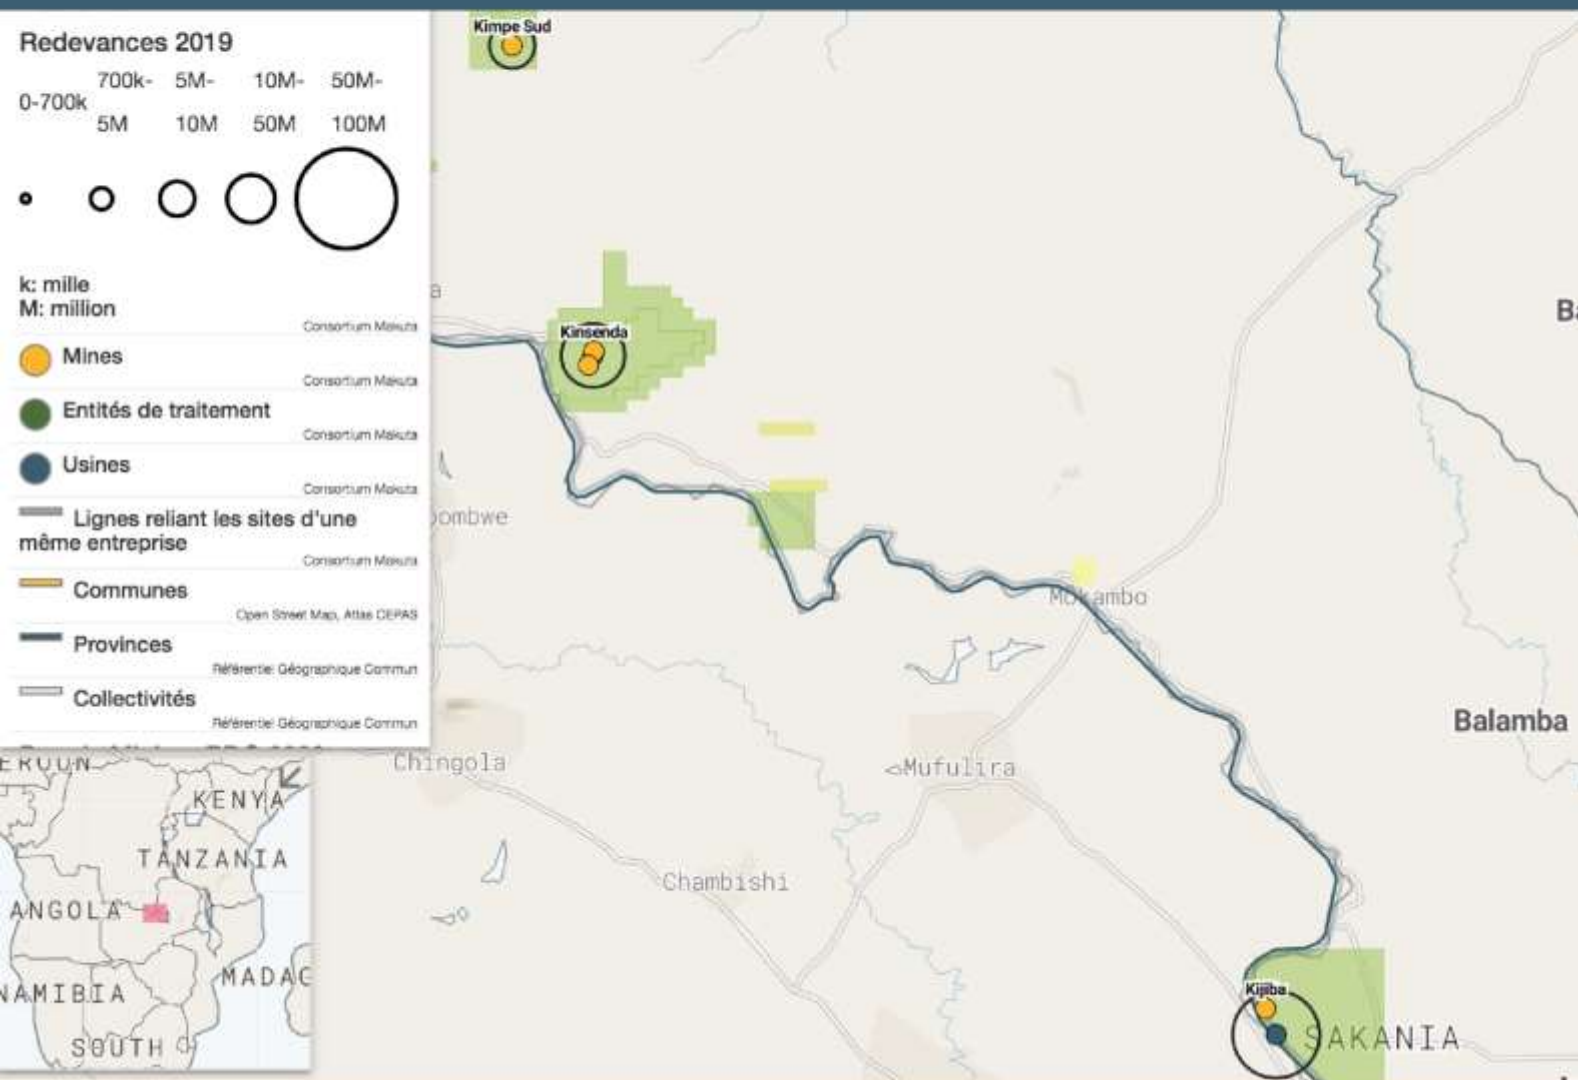 Redevances 2019
0-700k
700k-
5M
5M-
10M
10M-
50M
50M-
100M
k: mille
M: million
Consortium Makuta
Mines
Consortium Makuta
Entités de traitement
Consortium Makuta
Usines
Consortium Makuta
Lignes reliant les sites d'une
même entreprise
Consortium Makuta
Communes
Open Street Map, Atlas CEPAS
Provinces
Référentiel Géographique Commun
Collectivités
Référentiel Géographique Commun
Kimpe Sud
Kinsenda
ombwe
Mokambo
Balamba
Chingola
Mufulira
Chambishi
Kijiba
SAKANIA
EROUN
KENYA
TANZANIA
ANGOLA
MADAG
NAMIBIA
SOUTH